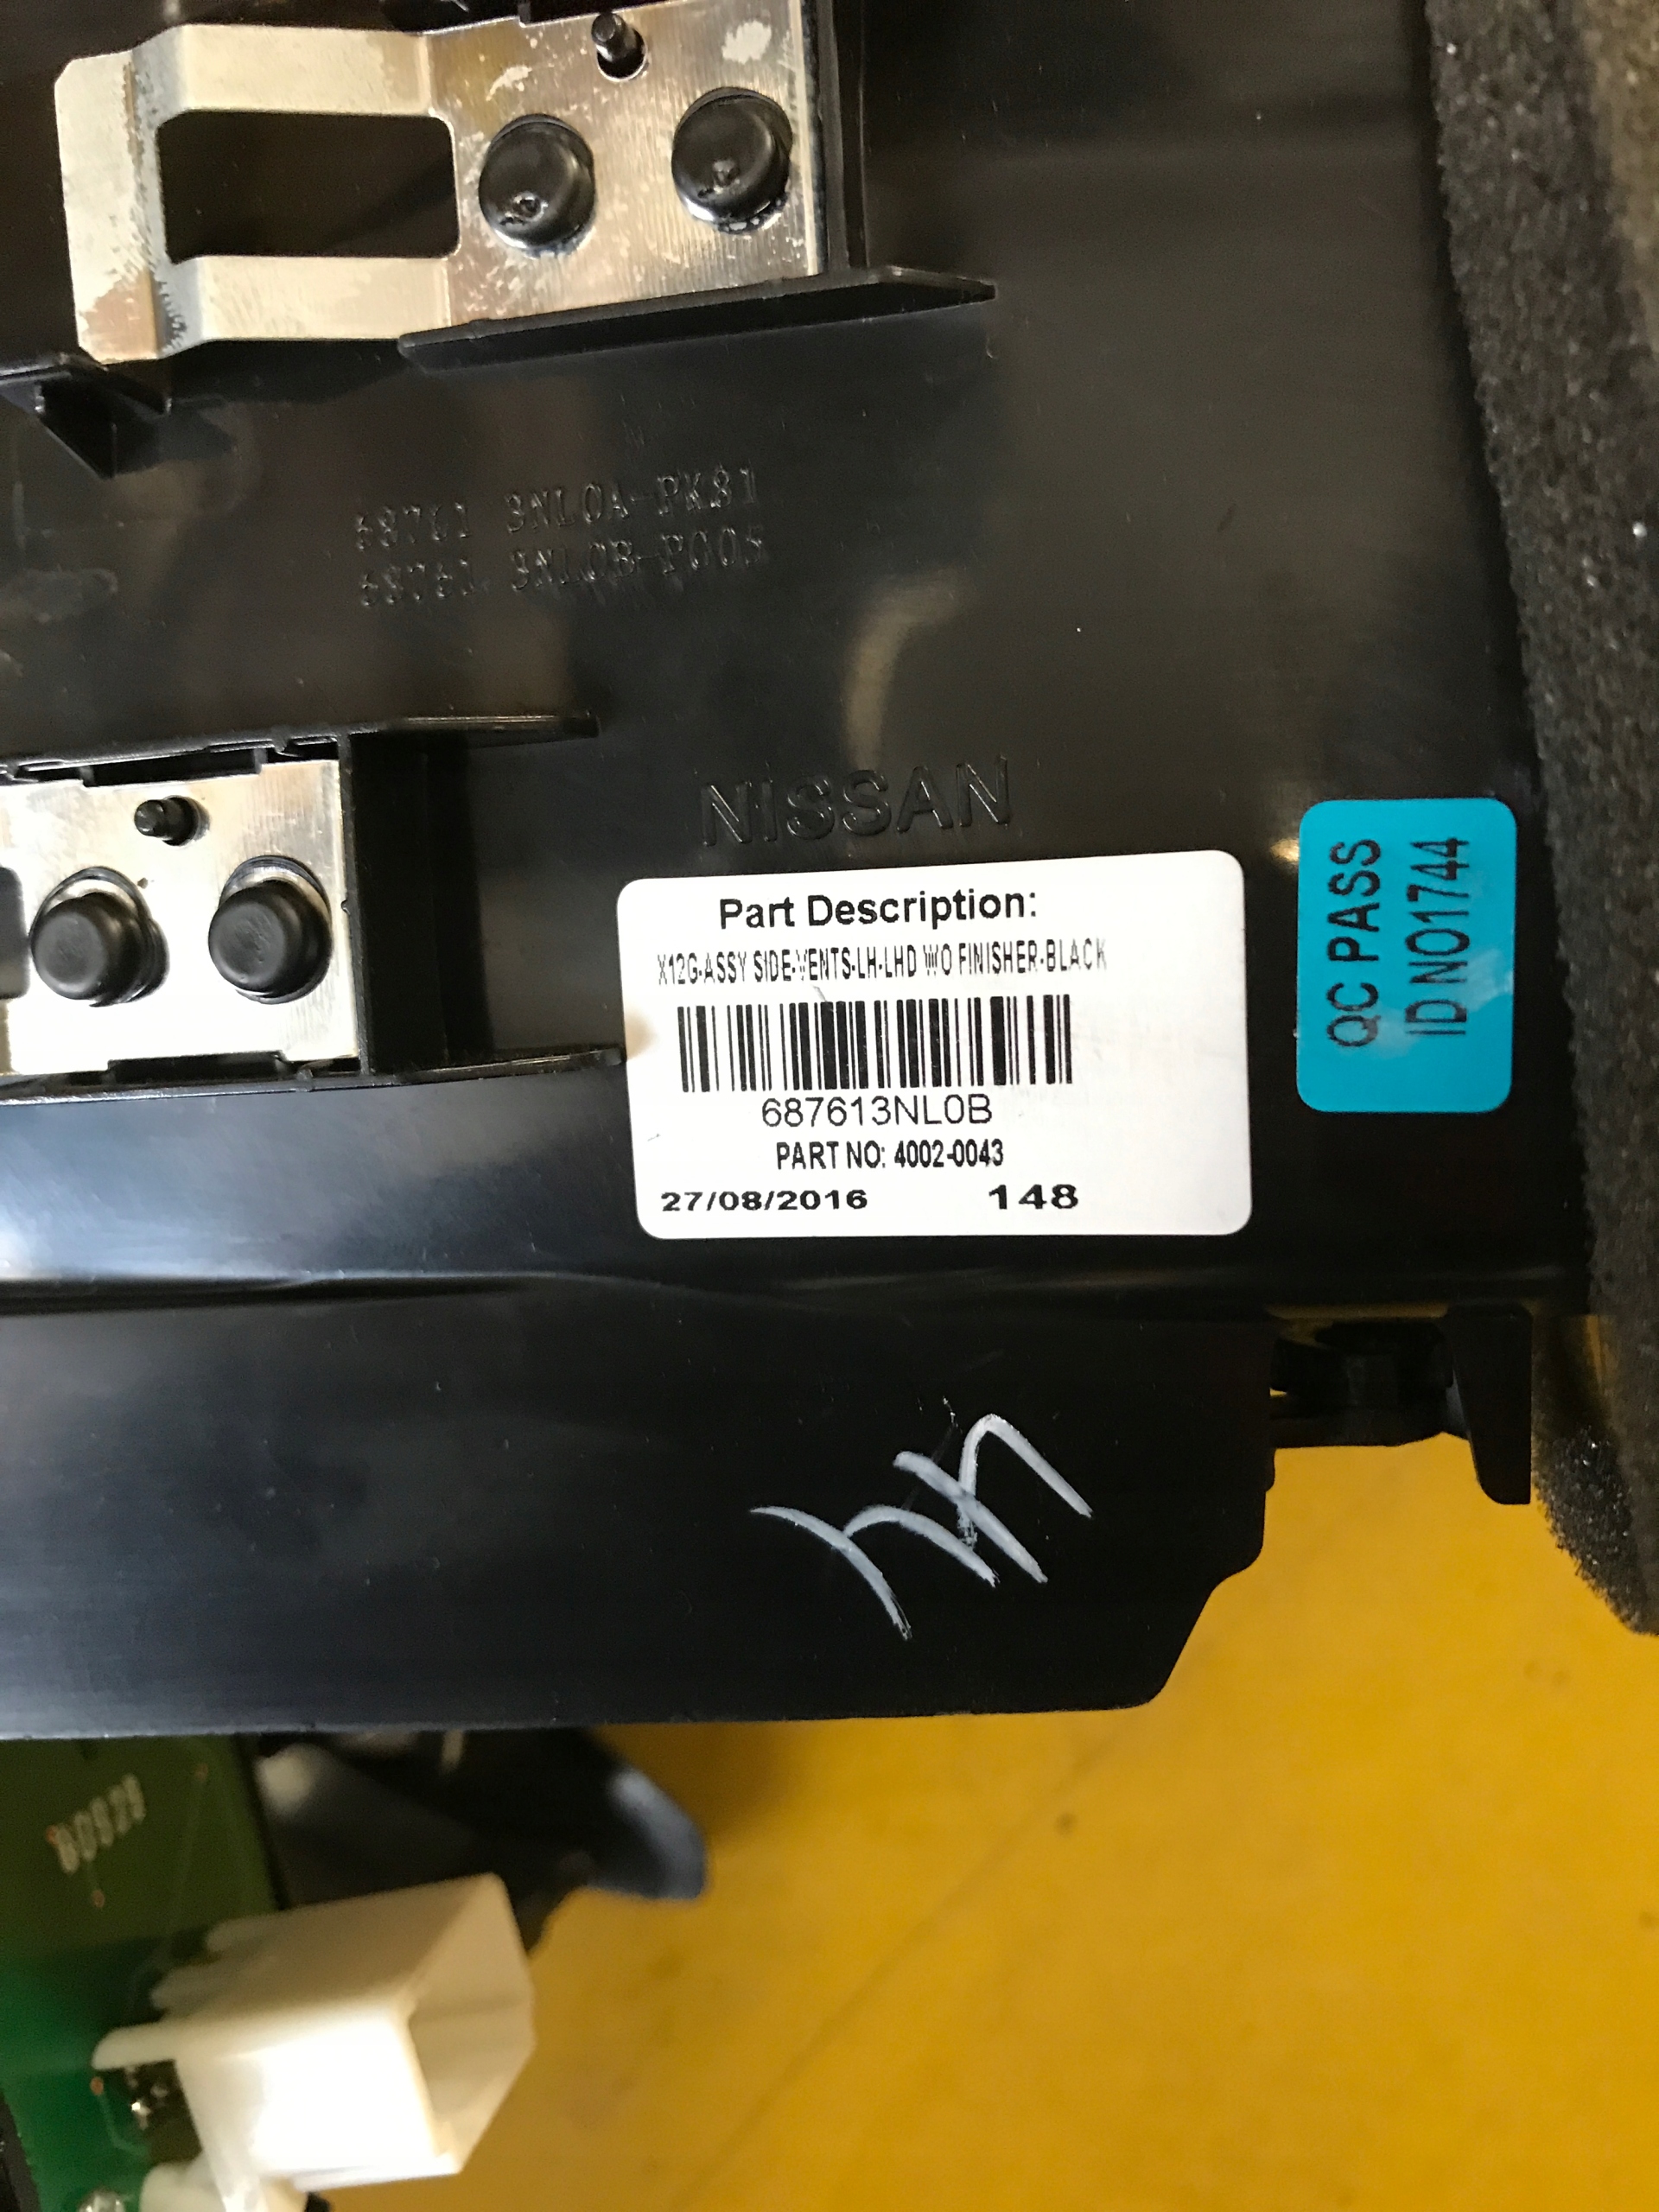 68761 3NL0A-PK81
68761 3NL0B-PC05
NISSAN
Part Description:
X12G-ASSY SIDE-VENTS-LH-LHD W/O FINISHER-BLACK
687613NL0B
PART NO: 4002-0043
27/08/2016 148
QC PASS
ID NO1744